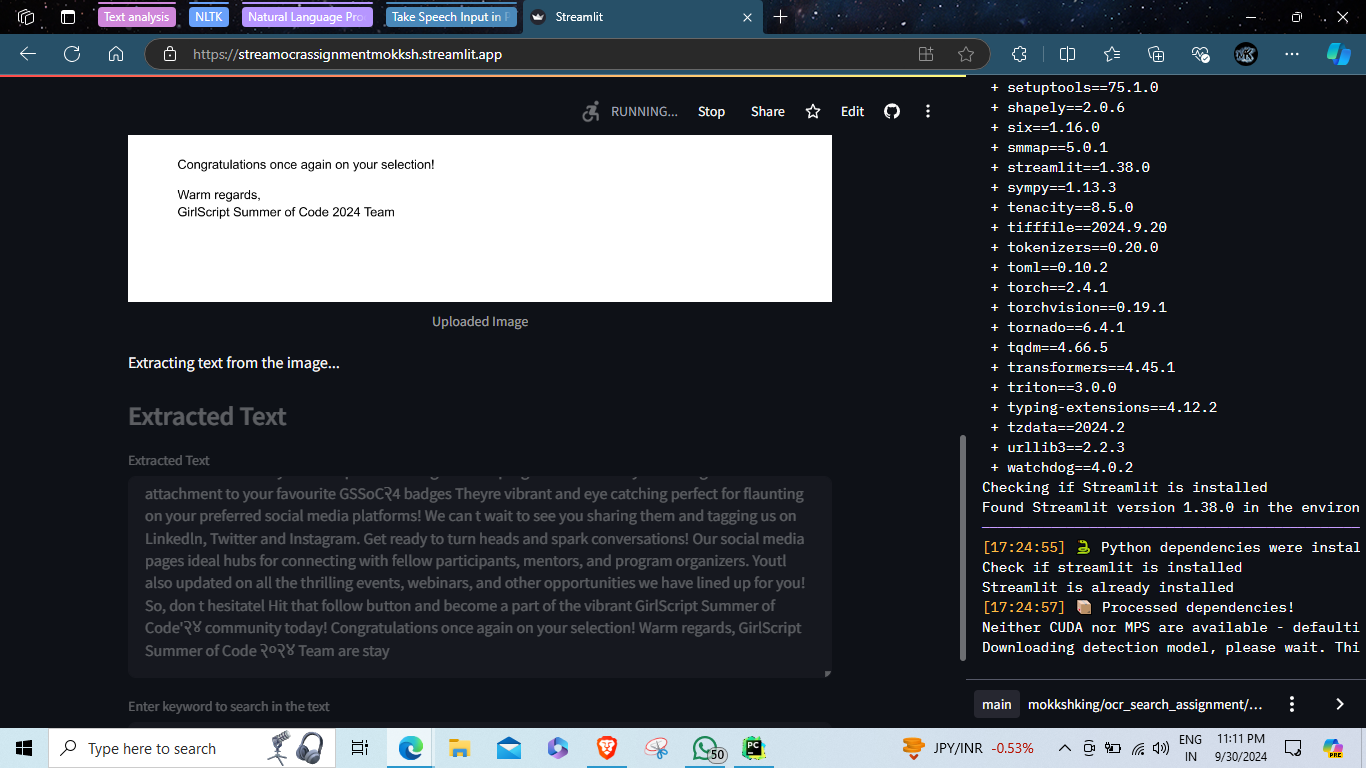 Text analysis
NLTK
Natural Language Pro
Take Speech Input in
Streamlit
https://streamocrassignmentmokksh.streamlit.app
RUNNING...
Stop
Share
Edit
Congratulations once again on your selection!
Warm regards,
GirlScript Summer of Code 2024 Team
Uploaded Image
Extracting text from the image...
Extracted Text
Extracted Text
attachment to your favourite GSSoC२4 badges Theyre vibrant and eye catching perfect for flaunting
on your preferred social media platforms! We can t wait to see you sharing them and tagging us on
LinkedIn, Twitter and Instagram. Get ready to turn heads and spark conversations! Our social media
pages ideal hubs for connecting with fellow participants, mentors, and program organizers. Youtl
also updated on all the thrilling events, webinars, and other opportunities we have lined up for you!
So, don t hesitatel Hit that follow button and become a part of the vibrant GirlScript Summer of
Code'२४ community today! Congratulations once again on your selection! Warm regards, GirlScript
Summer of Code २०२४ Team are stay
Enter keyword to search in the text
+ setuptools==75.1.0
+ shapely==2.0.6
+ six==1.16.0
+ smmap==5.0.1
+ streamlit==1.38.0
+ sympy==1.13.3
+ tenacity==8.5.0
+ tifffile==2024.9.20
+ tokenizers==0.20.0
+ toml==0.10.2
+ torch==2.4.1
+ torchvision==0.19.1
+ tornado==6.4.1
+ tqdm==4.66.5
+ transformers==4.45.1
+ triton==3.0.0
+ typing-extensions==4.12.2
+ tzdata==2024.2
+ urllib3==2.2.3
+ watchdog==4.0.2
Checking if Streamlit is installed
Found Streamlit version 1.38.0 in the environ
[17:24:55] Python dependencies were instal
Check if streamlit is installed
Streamlit is already installed
[17:24:57] Processed dependencies!
Neither CUDA nor MPS are available - defaulti
Downloading detection model, please wait. Thi
main
mokkshking/ocr_search_assignment/...
Type here to search
50
PC
JPY/INR -0.53%
ENG
IN
11:11 PM
9/30/2024
PRE